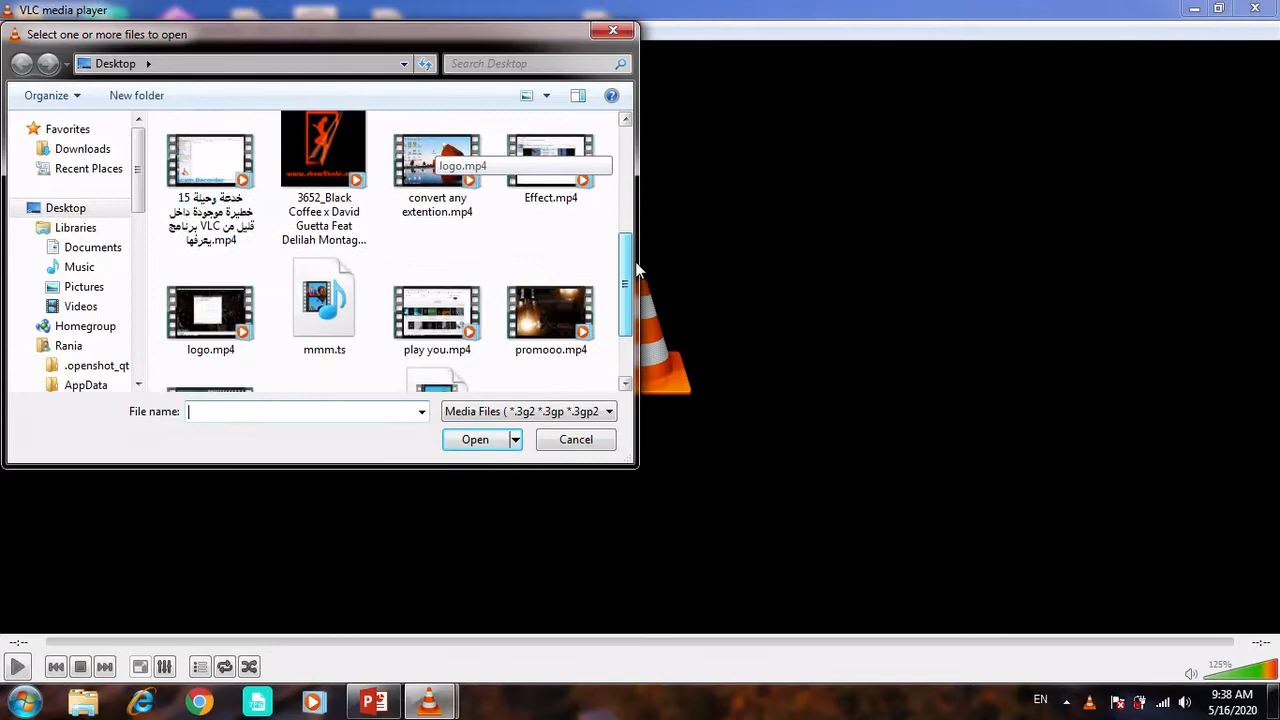 VLC media player
Select one or more files to open
Desktop
Search Desktop
Organize
New folder
Favorites
Downloads
Recent Places
Desktop
Libraries
Documents
Music
Pictures
Videos
Homegroup
Rania
.openshot_qt
AppData
15 خدعة وحيلة
خطيرة موجودة داخل
برنامج VLC قليل من
يعرفها.mp4
3652_Black
Coffee x David
Guetta Feat
Delilah Montag...
convert any
extention.mp4
logo.mp4
Effect.mp4
logo.mp4
mmm.ts
play you.mp4
promooo.mp4
File name:
Media Files ( *.3g2 *.3gp *.3gp2
Open
Cancel
--:--
--:--
125%
EN
9:38 AM
5/16/2020